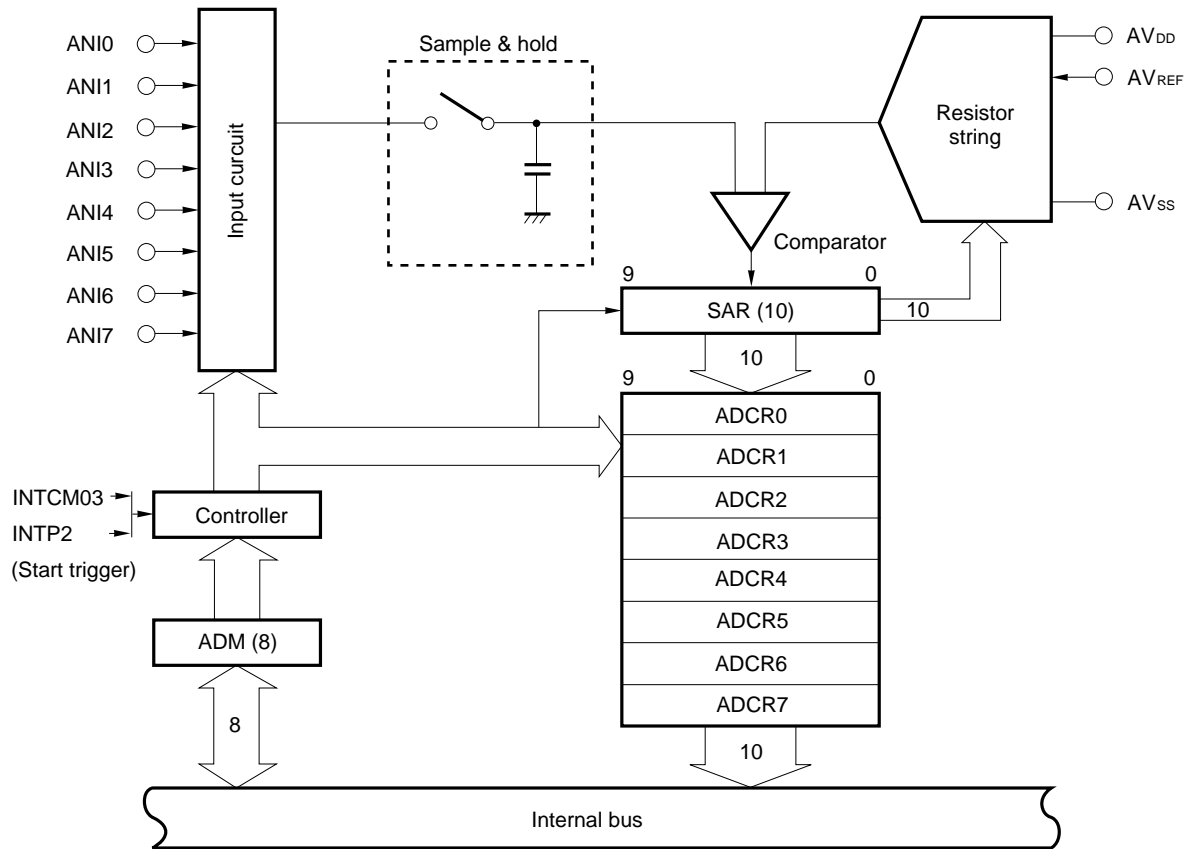 ANI0
ANI1
ANI2
ANI3
ANI4
ANI5
ANI6
ANI7
Input curcuit
Sample & hold
Resistor
string
AVDD
AVREF
AVSS
Comparator
9
0
SAR (10)
10
10
9
0
ADCR0
ADCR1
ADCR2
ADCR3
ADCR4
ADCR5
ADCR6
ADCR7
10
INTCM03
INTP2
(Start trigger)
Controller
ADM (8)
8
Internal bus